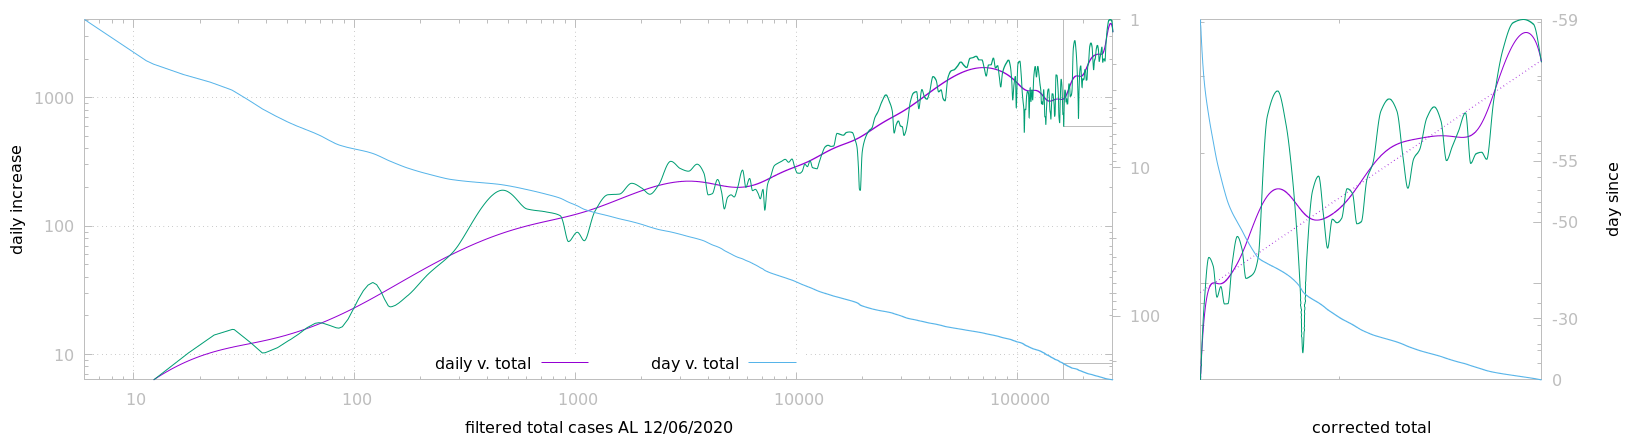 daily increase
1000
100
10
10
100
1000
10000
100000
filtered total cases AL 12/06/2020
daily v. total
day v. total
1
10
100
-59
-55
-50
-30
0
day since
corrected total